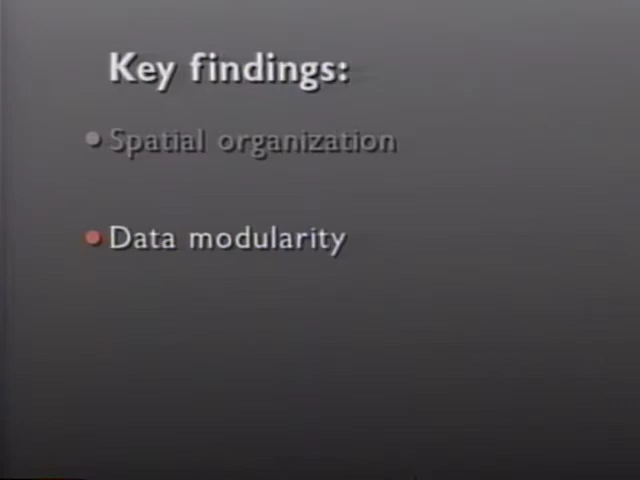 Key findings:
• Spatial organization
• Data modularity